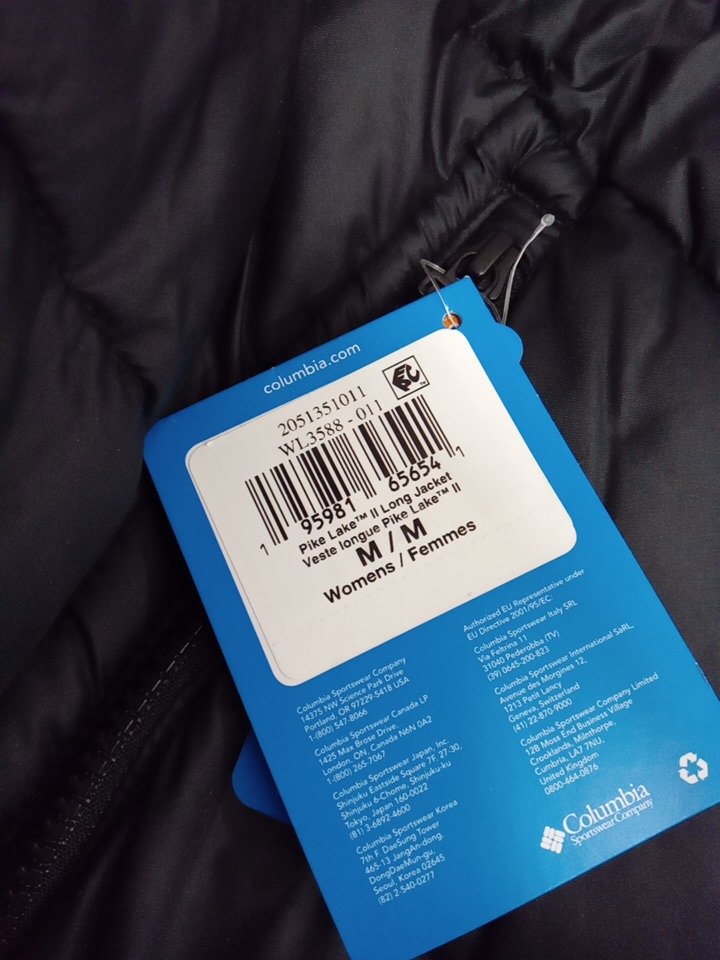 columbia.com
2051351011
WL3588 - 011
EPC™
1 95981 65654 1
Pike Lake™ II Long Jacket
Veste longue Pike Lake™ II
M / M
Womens / Femmes
Columbia Sportswear Company
14375 NW Science Park Drive
Portland, OR 97229-5418 USA
1-(800) 547-8066
Columbia Sportswear Canada LP
1425 Max Brose Drive,
London, ON, Canada N6N 0A2
1-(800) 265-7067
Columbia Sportswear Japan, Inc
Shinjuku Eastside Square 7F, 27,30,
Shinjuku 6-Chome, Shinjuku-ku
Tokyo, Japan 160-0022
(81) 3-6892-4600
Columbia Sportswear Korea
7th F. DaeSung Tower
465-13 JangAn-dong,
DongDaeMun-gu,
Seoul, Korea 02645
(82) 2-540-0277
Authorized EU Representative under
EU Directive 2001/95/EC:
Columbia Sportswear Italy SRL
Via Feltrina 11
31040 Pederobba (TV)
(39) 0645-200-823
Columbia Sportswear International SàRL,
Avenue des Morgines 12,
1213 Petit Lancy
Geneva, Switzerland
(41) 22-870-9000
Columbia Sportswear Company Limited
12B Moss End Business Village
Crooklands, Milnthorpe,
Cumbria, LA7 7NU,
United Kingdom
0800-464-0876
Columbia
Sportswear Company